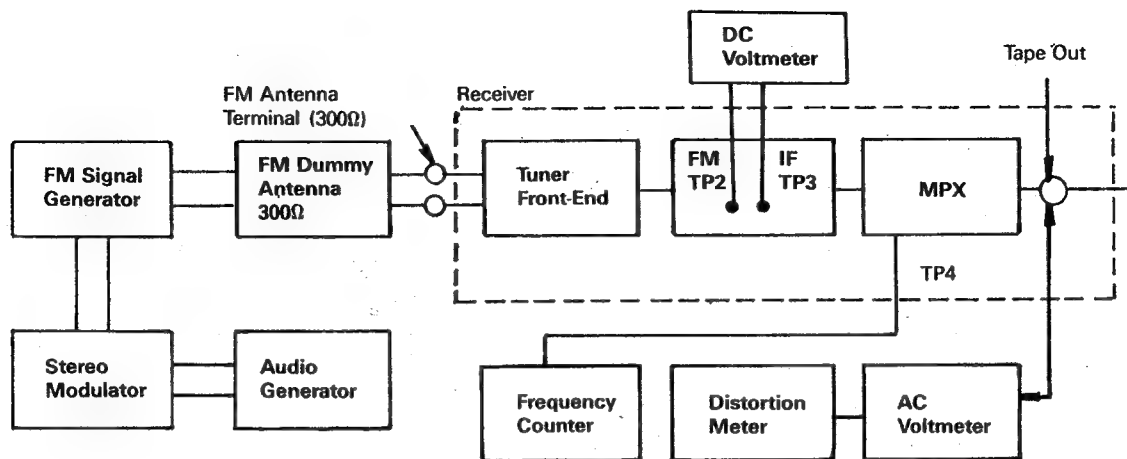 DC
Voltmeter
Tape Out
FM Antenna
Terminal (300Ω)
Receiver
FM Signal
Generator
FM Dummy
Antenna
300Ω
Tuner
Front-End
FM
TP2
IF
TP3
MPX
TP4
Stereo
Modulator
Audio
Generator
Frequency
Counter
Distortion
Meter
AC
Voltmeter